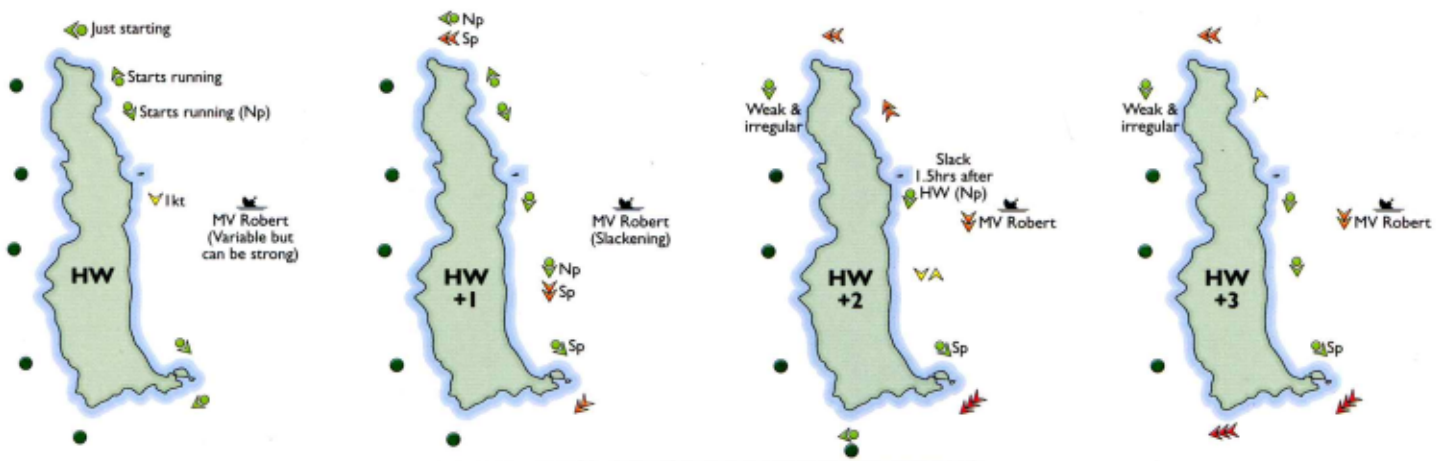 Just starting
Starts running
Starts running (Np)
1kt
MV Robert
(Variable but
can be strong)
HW
Np
Sp
MV Robert
(Slackening)
HW
+1
Np
Sp
Sp
Weak &
irregular
Slack
1.5hrs after
HW (Np)
MV Robert
HW
+2
Sp
Weak &
irregular
MV Robert
HW
+3
Sp